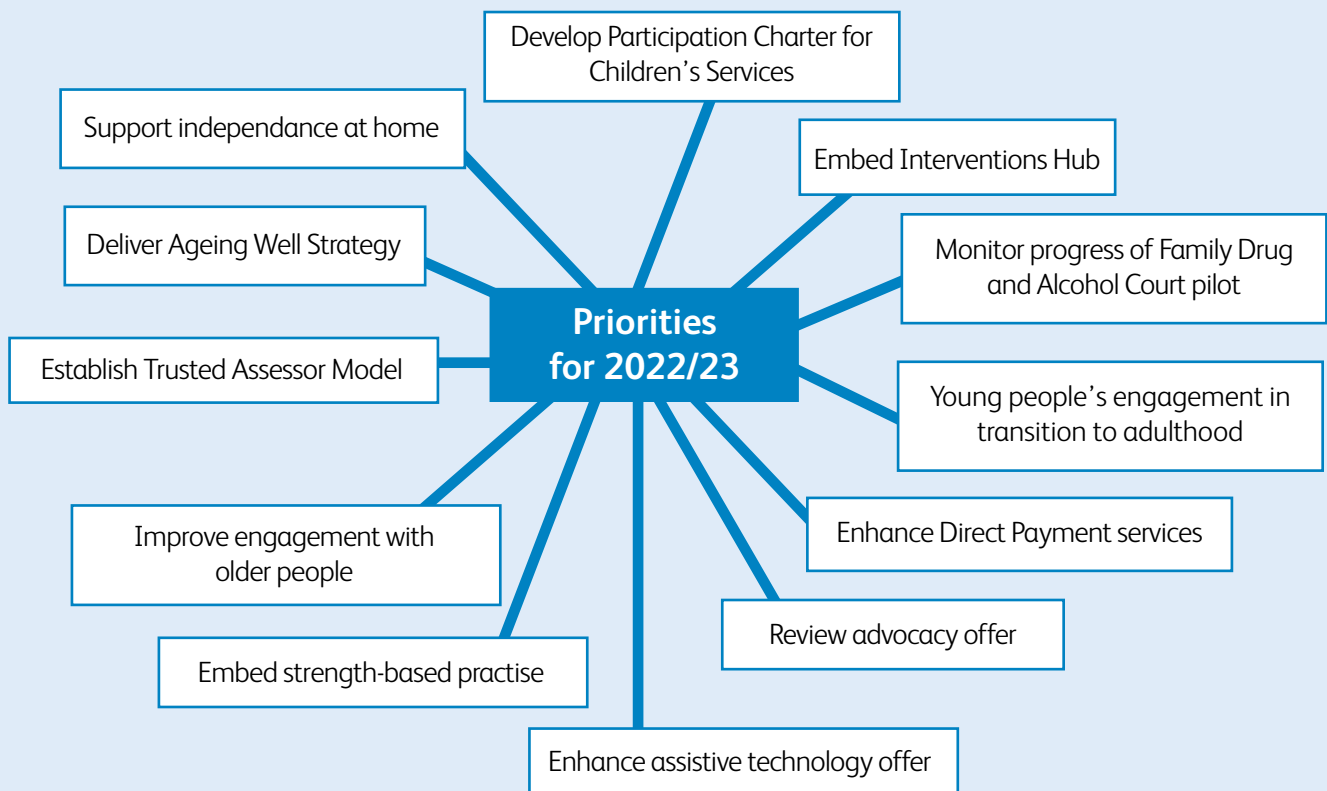 Develop Participation Charter for
Children’s Services
Support independance at home
Embed Interventions Hub
Deliver Ageing Well Strategy
Monitor progress of Family Drug
and Alcohol Court pilot
Priorities
for 2022/23
Establish Trusted Assessor Model
Young people’s engagement in
transition to adulthood
Improve engagement with
older people
Enhance Direct Payment services
Review advocacy offer
Embed strength-based practise
Enhance assistive technology offer